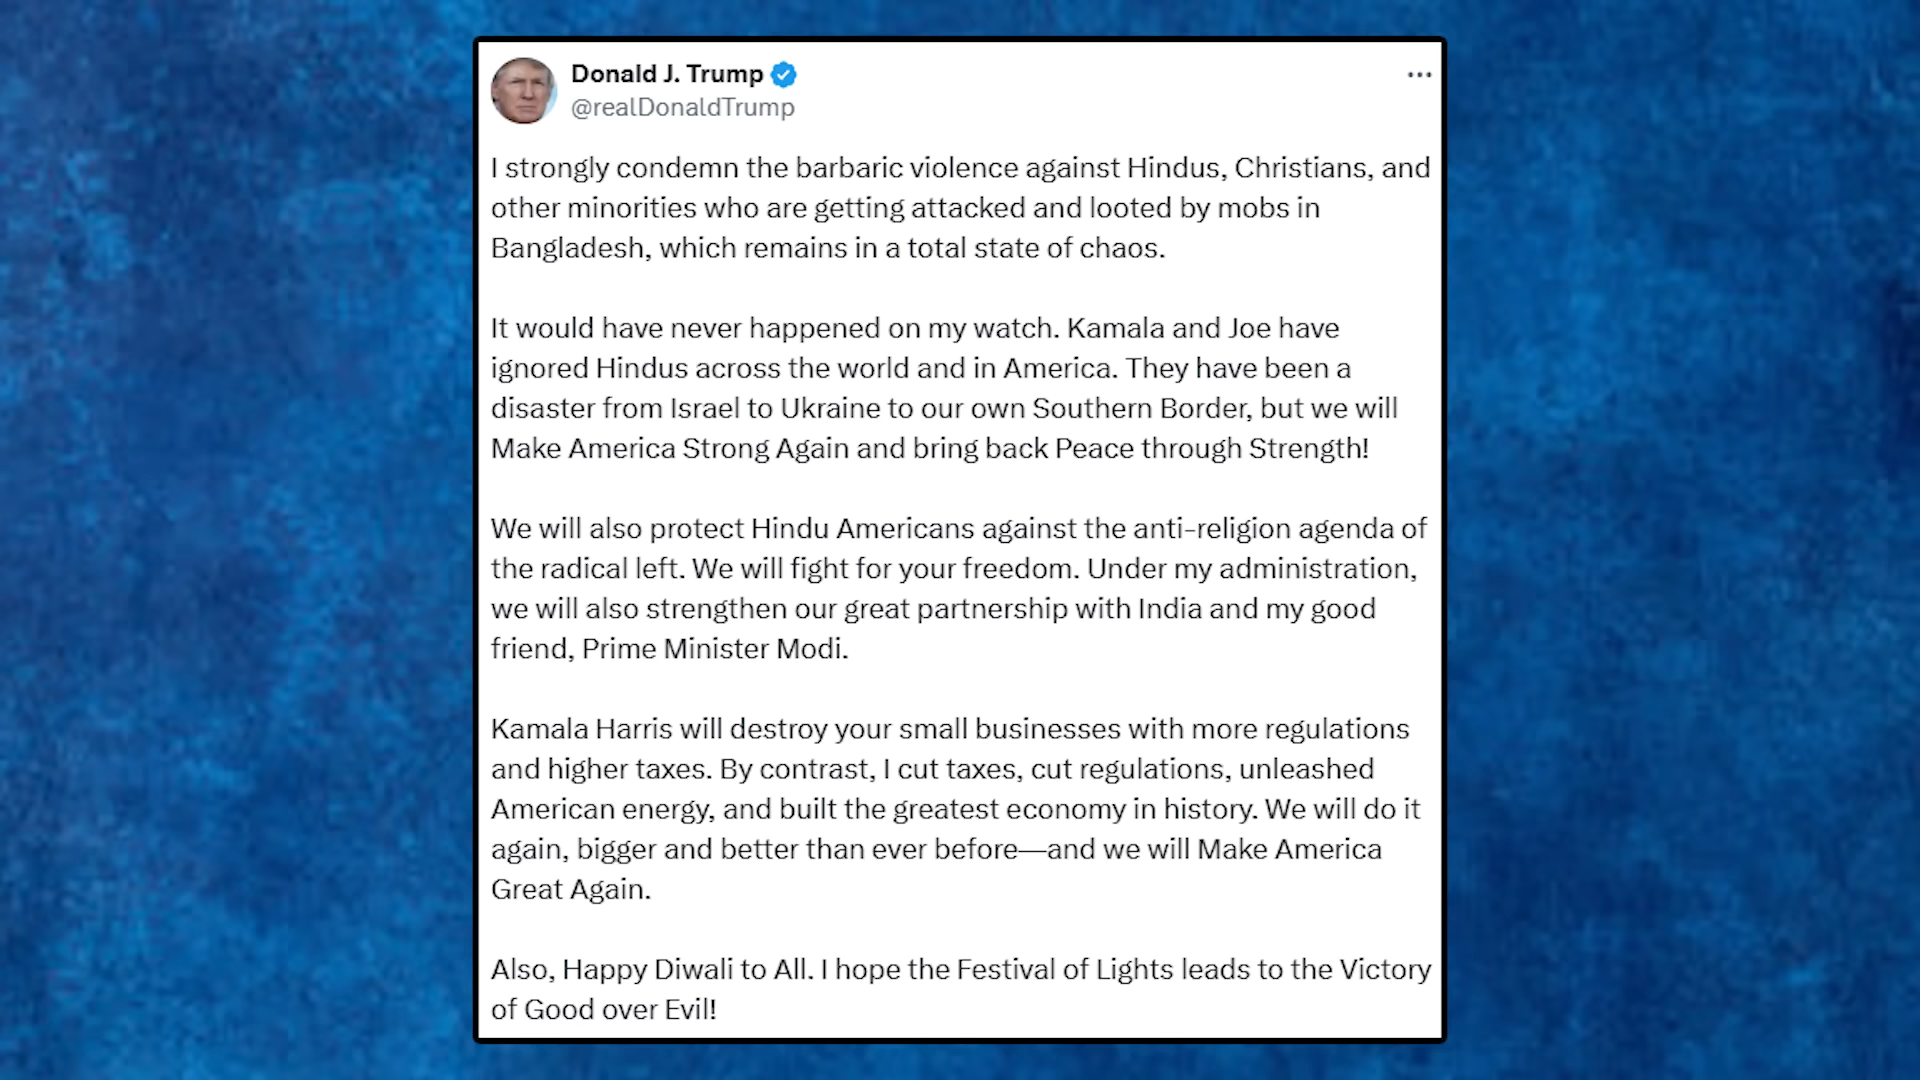 Donald J. Trump
@realDonaldTrump
I strongly condemn the barbaric violence against Hindus, Christians, and
other minorities who are getting attacked and looted by mobs in
Bangladesh, which remains in a total state of chaos.
It would have never happened on my watch. Kamala and Joe have
ignored Hindus across the world and in America. They have been a
disaster from Israel to Ukraine to our own Southern Border, but we will
Make America Strong Again and bring back Peace through Strength!
We will also protect Hindu Americans against the anti-religion agenda of
the radical left. We will fight for your freedom. Under my administration,
we will also strengthen our great partnership with India and my good
friend, Prime Minister Modi.
Kamala Harris will destroy your small businesses with more regulations
and higher taxes. By contrast, I cut taxes, cut regulations, unleashed
American energy, and built the greatest economy in history. We will do it
again, bigger and better than ever before—and we will Make America
Great Again.
Also, Happy Diwali to All. I hope the Festival of Lights leads to the Victory
of Good over Evil!